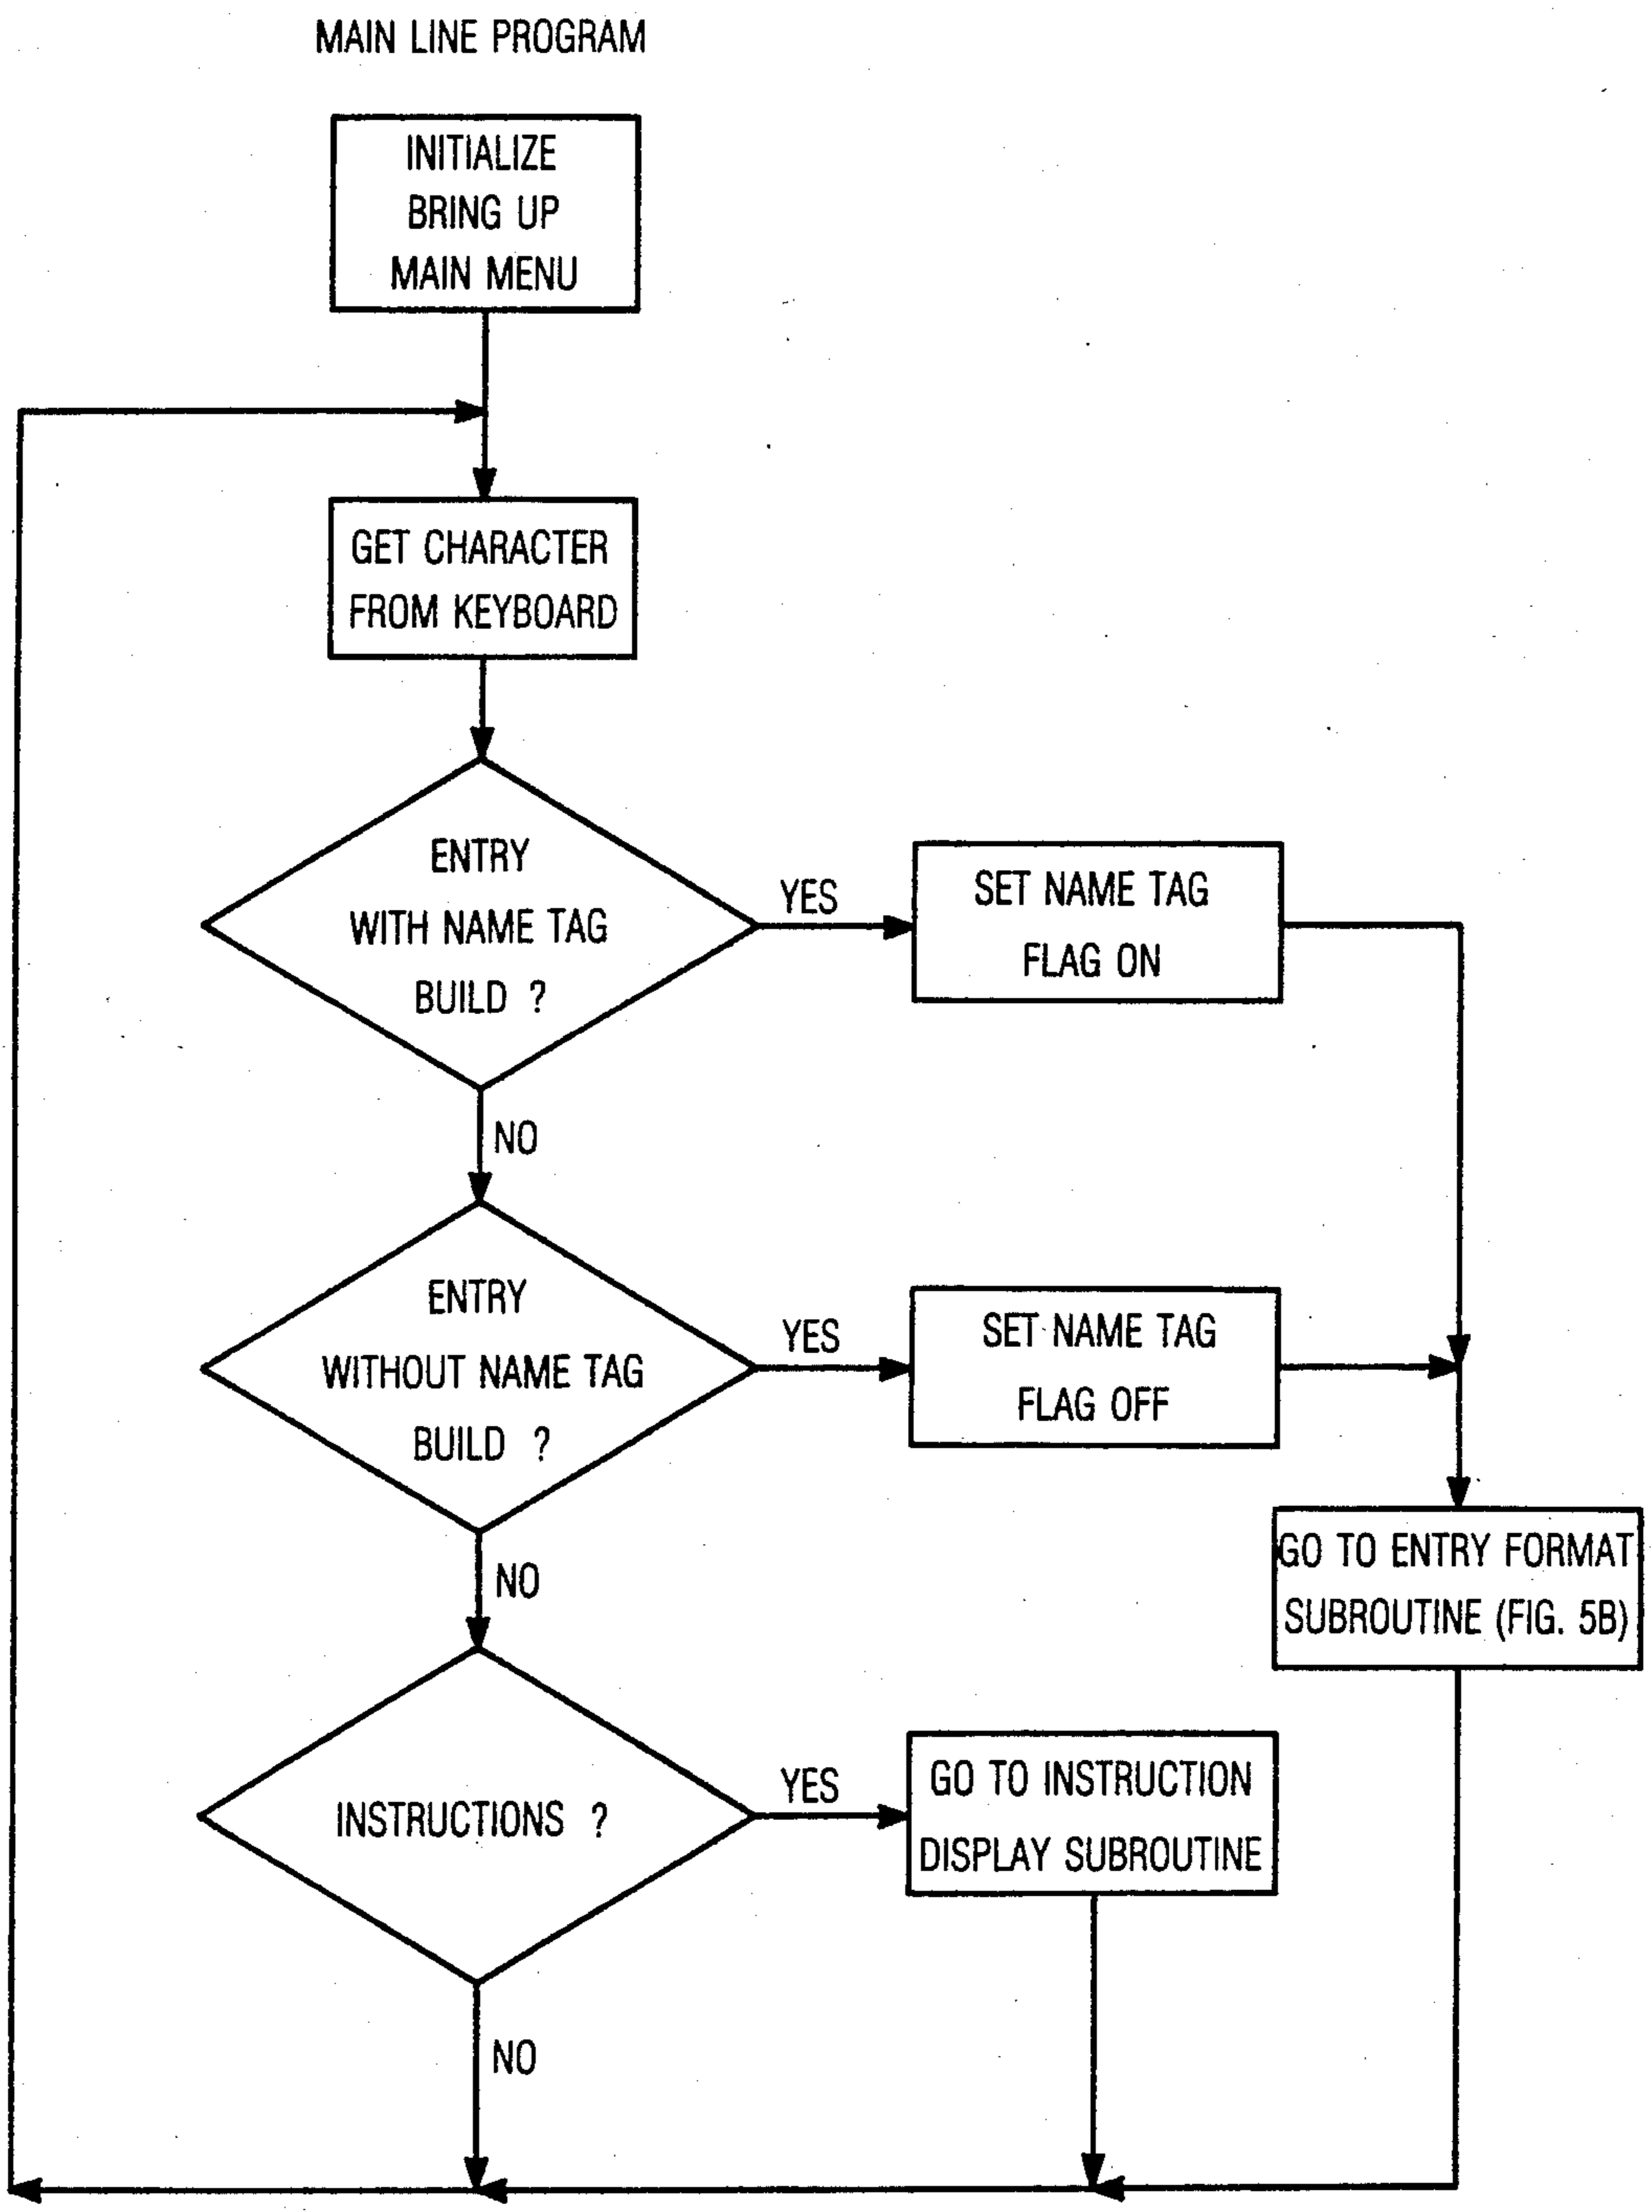 MAIN LINE PROGRAM
INITIALIZE
BRING UP
MAIN MENU
GET CHARACTER
FROM KEYBOARD
ENTRY
WITH NAME TAG
BUILD ?
YES
SET NAME TAG
FLAG ON
NO
ENTRY
WITHOUT NAME TAG
BUILD ?
YES
SET NAME TAG
FLAG OFF
NO
GO TO ENTRY FORMAT
SUBROUTINE (FIG. 5B)
INSTRUCTIONS ?
YES
GO TO INSTRUCTION
DISPLAY SUBROUTINE
NO